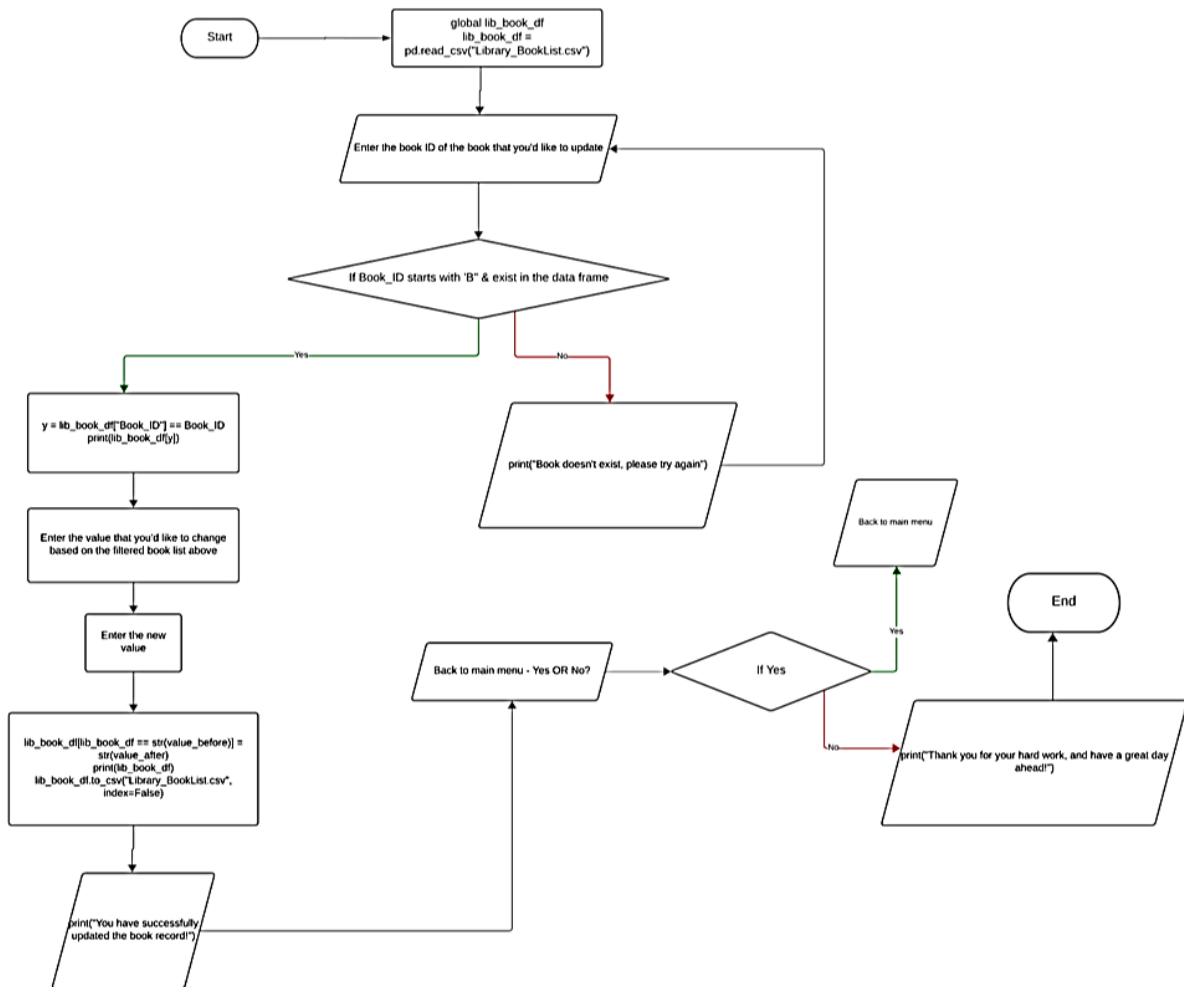 Start
global lib_book_df
lib_book_df =
pd.read_csv("Library_BookList.csv")
Enter the book ID of the book that you'd like to update
If Book_ID starts with 'B" & exist in the data frame
Yes
No
y = lib_book_df["Book_ID"] == Book_ID
print(lib_book_df[y])
print("Book doesn't exist, please try again")
Enter the value that you'd like to change
based on the filtered book list above
Enter the new
value
lib_book_df[lib_book_df == str(value_before)] =
str(value_after)
print(lib_book_df)
lib_book_df.to_csv("Library_BookList.csv",
index=False)
print("You have successfully
updated the book record!")
Back to main menu - Yes OR No?
If Yes
Yes
Back to main menu
No
print("Thank you for your hard work, and have a great day
ahead!")
End